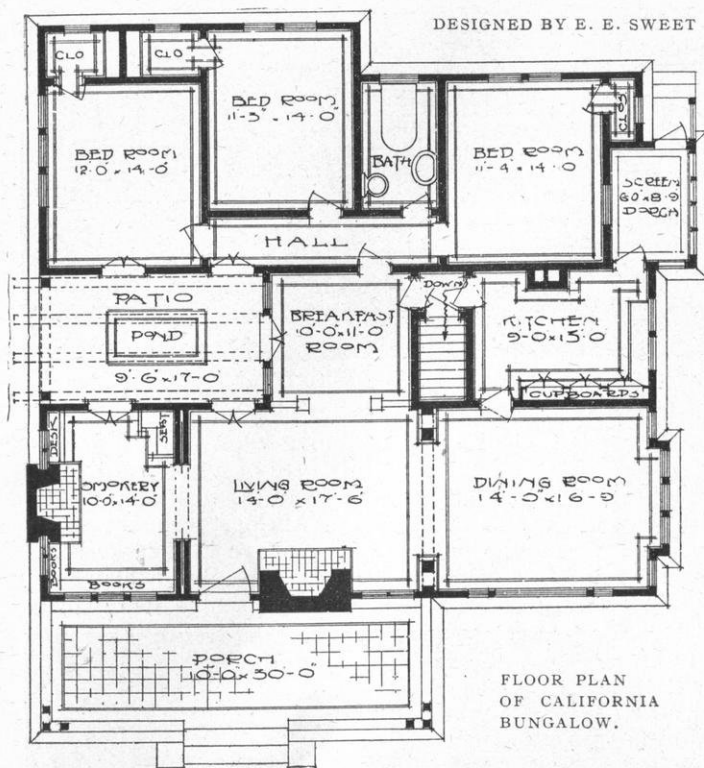 DESIGNED BY E. E. SWEET
CLO
CLO
BED ROOM
11-3" x 14-0"
BED ROOM
12-0" x 14-0"
BATH
BED ROOM
11-4" x 14-0
CLOS
SCREEN
6-0 x 8-9
PORCH
HALL
PATIO
POND
9-6" x 17-0"
BREAKFAST
10-0 x 11-0
ROOM
DOWN
KITCHEN
9-0 x 15-0
CUPBOARDS
DESK
SEAT
SMOKERY
10-0 x 14-0"
BOOKS
BOOKS
LIVING ROOM
14-0 x 17-6"
DINING ROOM
14-0 x 16-9
PORCH
10-0 x 30-0"
FLOOR PLAN
OF CALIFORNIA
BUNGALOW.